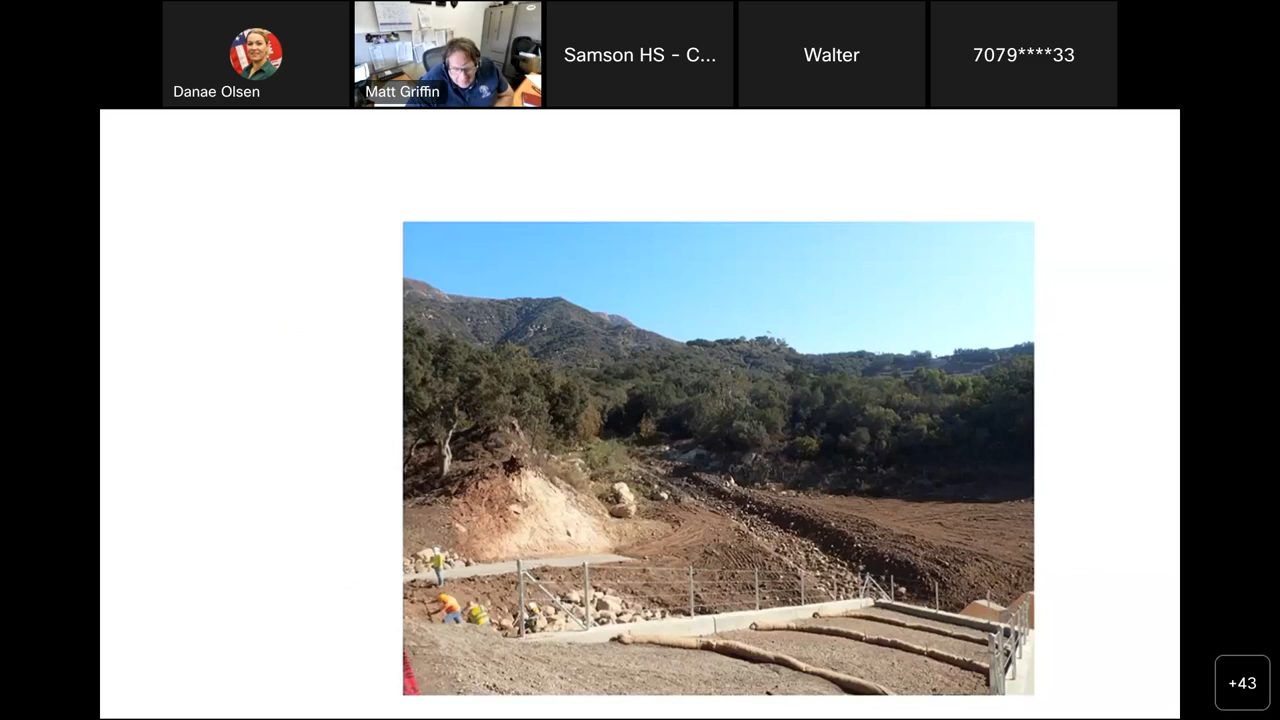 Danae Olsen
Matt Griffin
Samson HS - C...
Walter
7079****33
+43